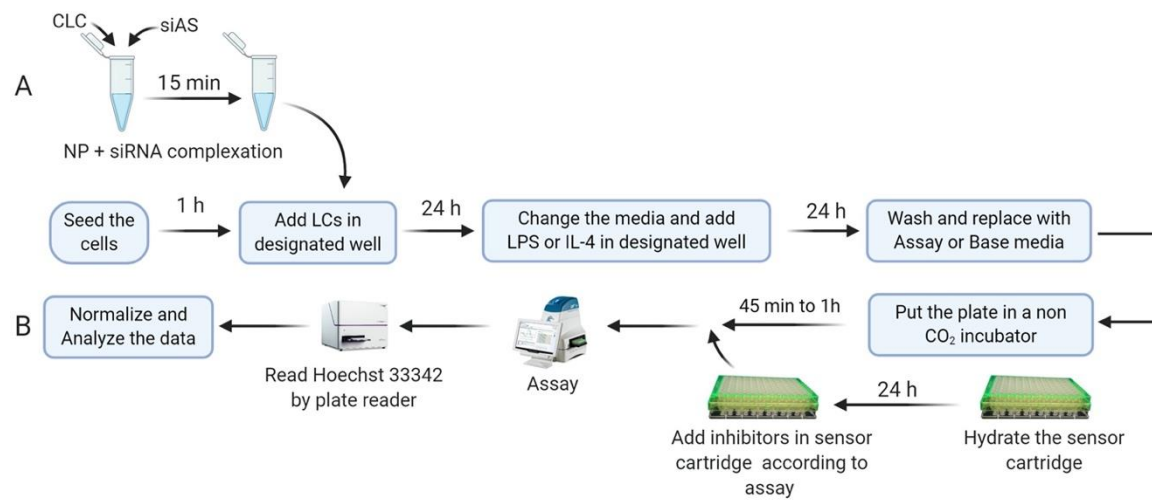 CLC
siAS
A
15 min
NP + siRNA complexation
Seed the
cells
1 h
Add LCs in
designated well
24 h
Change the media and add
LPS or IL-4 in designated well
24 h
Wash and replace with
Assay or Base media
B
Normalize and
Analyze the data
Read Hoechst 33342
by plate reader
Assay
45 min to 1h
Put the plate in a non
CO₂ incubator
Add inhibitors in sensor
cartridge according to
assay
24 h
Hydrate the sensor
cartridge